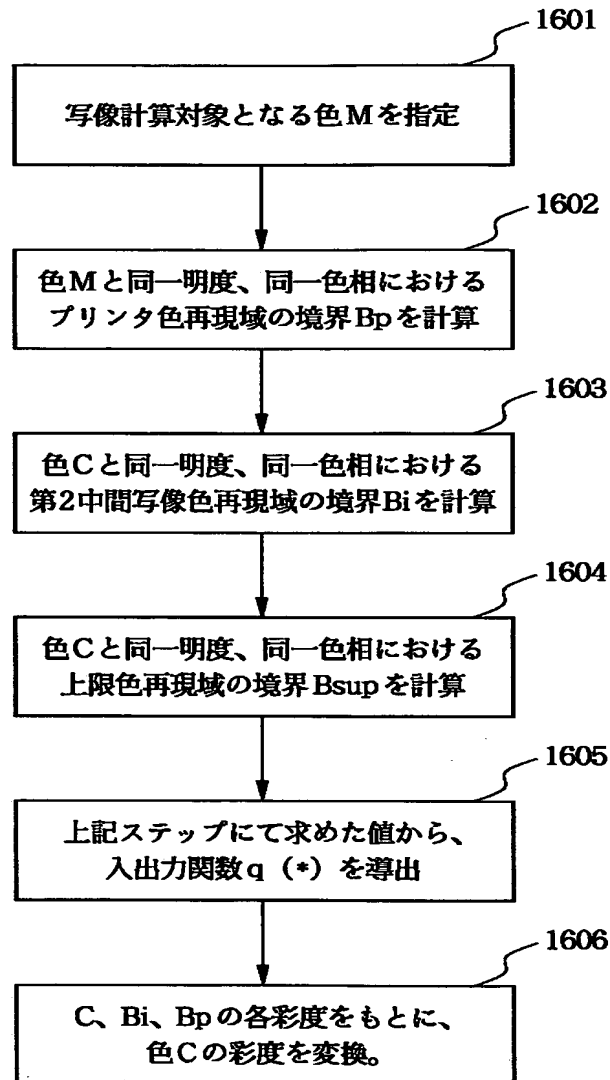 1601
写像計算対象となる色Mを指定
1602
色Mと同一明度、同一色相における
プリンタ色再現域の境界Bpを計算
1603
色Cと同一明度、同一色相における
第2中間写像色再現域の境界Biを計算
1604
色Cと同一明度、同一色相における
上限色再現域の境界Bsupを計算
1605
上記ステップにて求めた値から、
入出力関数q(*)を導出
1606
C、Bi、Bpの各彩度をもとに、
色Cの彩度を変換。